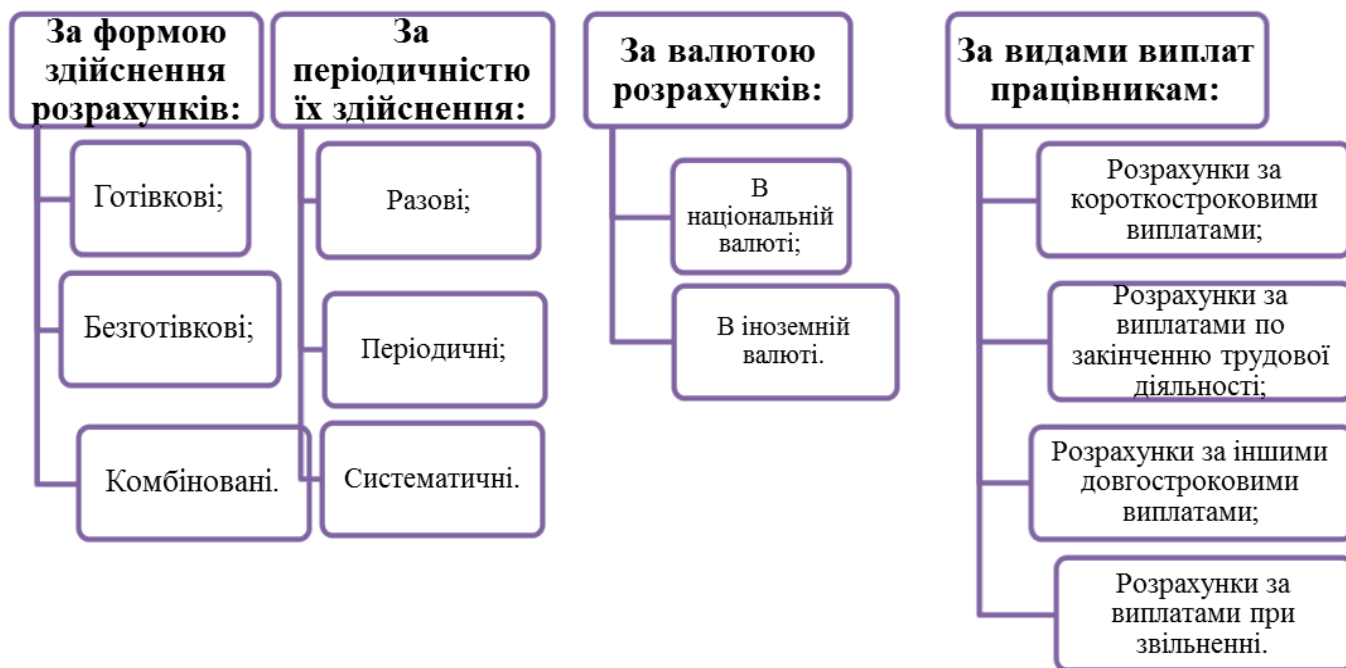 За формою
здійснення
розрахунків:
Готівкові;
Безготівкові;
Комбіновані.
За
періодичністю
їх здійснення:
Разові;
Періодичні;
Систематичні.
За валютою
розрахунків:
В
національній
валюті;
В іноземній
валюті.
За видами виплат
працівникам:
Розрахунки за
короткостроковими
виплатами;
Розрахунки за
виплатами по
закінченню трудової
діяльності;
Розрахунки за іншими
довгостроковими
виплатами;
Розрахунки за
виплатами при
звільненні.